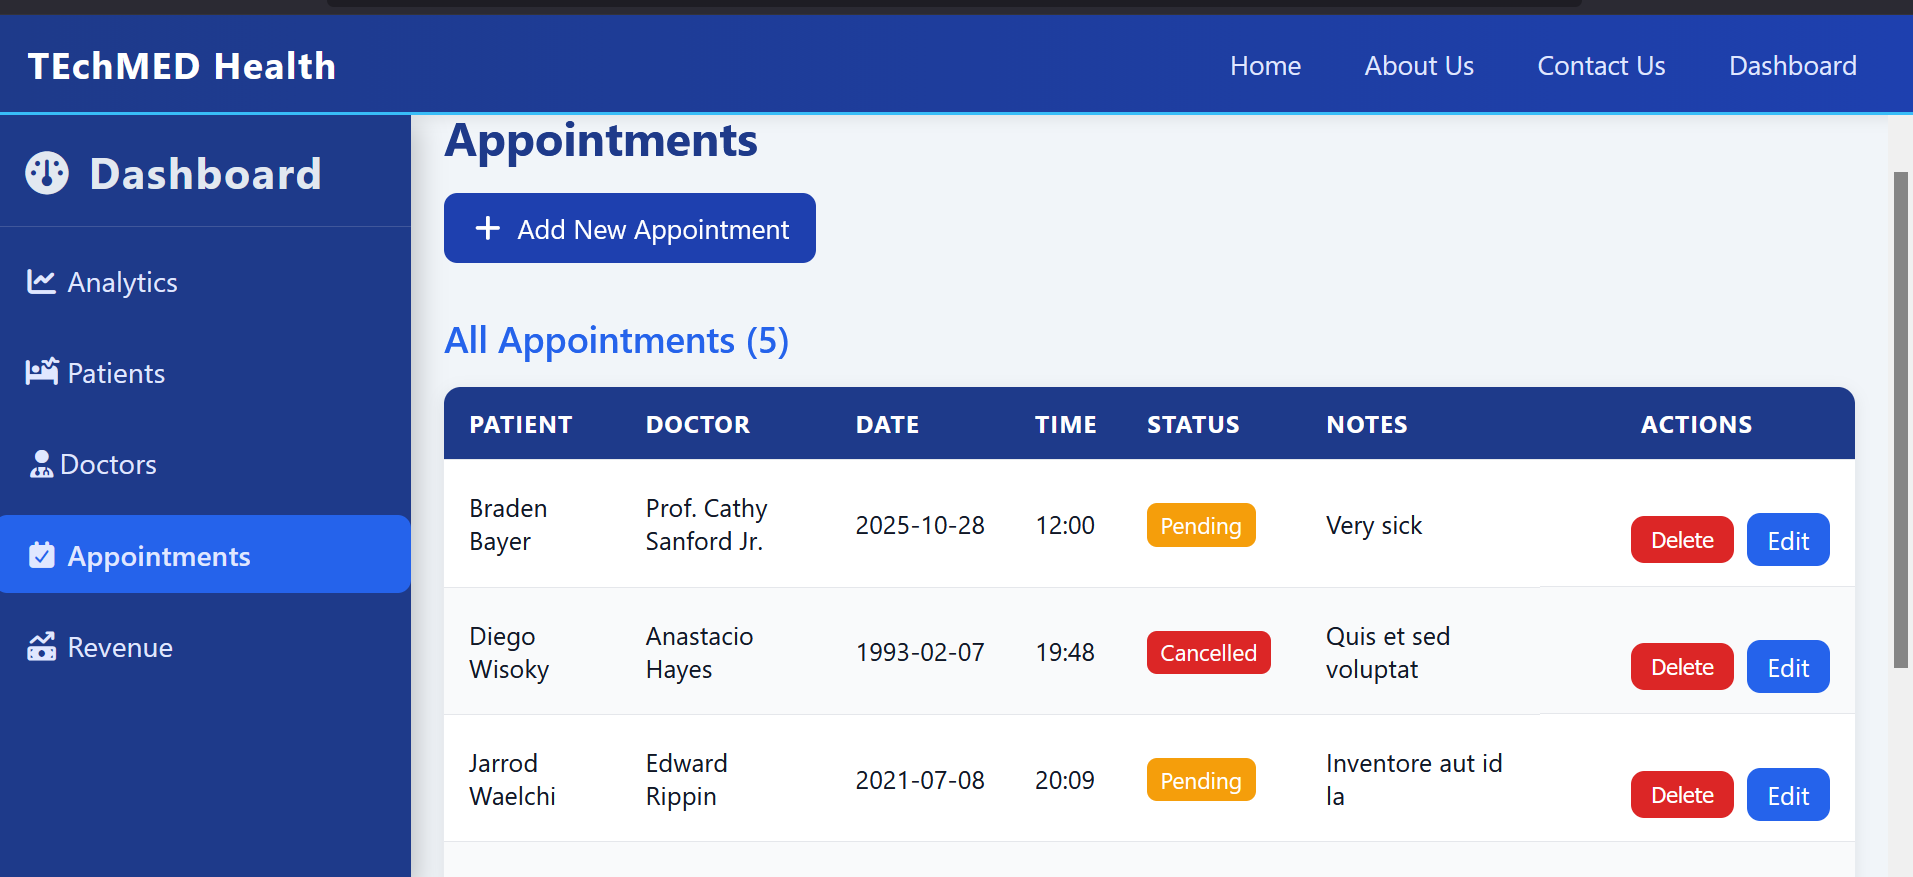 TEchMED Health
Home About Us Contact Us Dashboard
Dashboard
Analytics
Patients
Doctors
Appointments
Revenue
Appointments
+ Add New Appointment
All Appointments (5)
PATIENT DOCTOR DATE TIME STATUS NOTES ACTIONS
Braden Bayer Prof. Cathy Sanford Jr. 2025-10-28 12:00 Pending Very sick Delete Edit
Diego Wisoky Anastacio Hayes 1993-02-07 19:48 Cancelled Quis et sed voluptat Delete Edit
Jarrod Waelchi Edward Rippin 2021-07-08 20:09 Pending Inventore aut id la Delete Edit